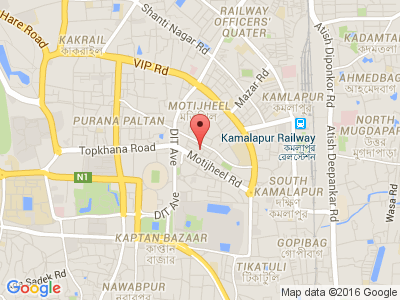 Hare Road
Shanti Nagar Rd
RAILWAY
OFFICERS'
QUATER
Atish Diponkor Rd
KADAMTAL
কদমতলা
KAKRAIL
কাকরাইল
VIP Rd
Mazar Rd
AHMEDBAG
আহমেদবাগ
MOTIJHEEL
মতিঝিল
KAMLAPUR
কমলাপুর
PURANA PALTAN
NORTH
MUGDAPAR
উত্তর
মুগদাপাড়া
Kamalapur Railway
কমলাপুর
রেলস্টেশন
DIT Ave
Topkhana Road
Motijheel Rd
Atish Deepankar Rd
N1
SOUTH
KAMALAPUR
দক্ষিণ
কমলাপুর
Wasa Rd
DIT Ave
KAPTAN BAZAAR
কাপ্তান
বাজার
GOPIBAG
গোপীবাগ
TIKATULI
টিকাটুলি
Sadek Rd
NAWABPUR
নবাবপুর
Google
Map data ©2016 Google